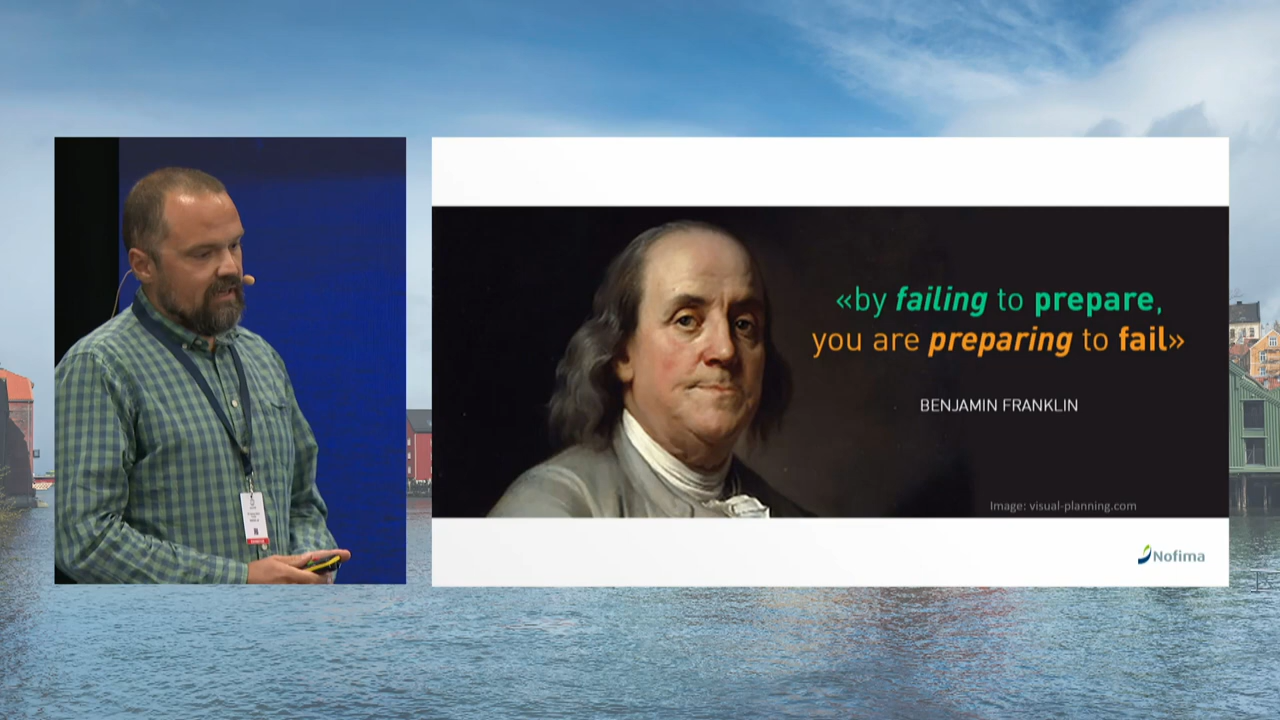 «by failing to prepare,
you are preparing to fail»
BENJAMIN FRANKLIN
Image: visual-planning.com
Nofima